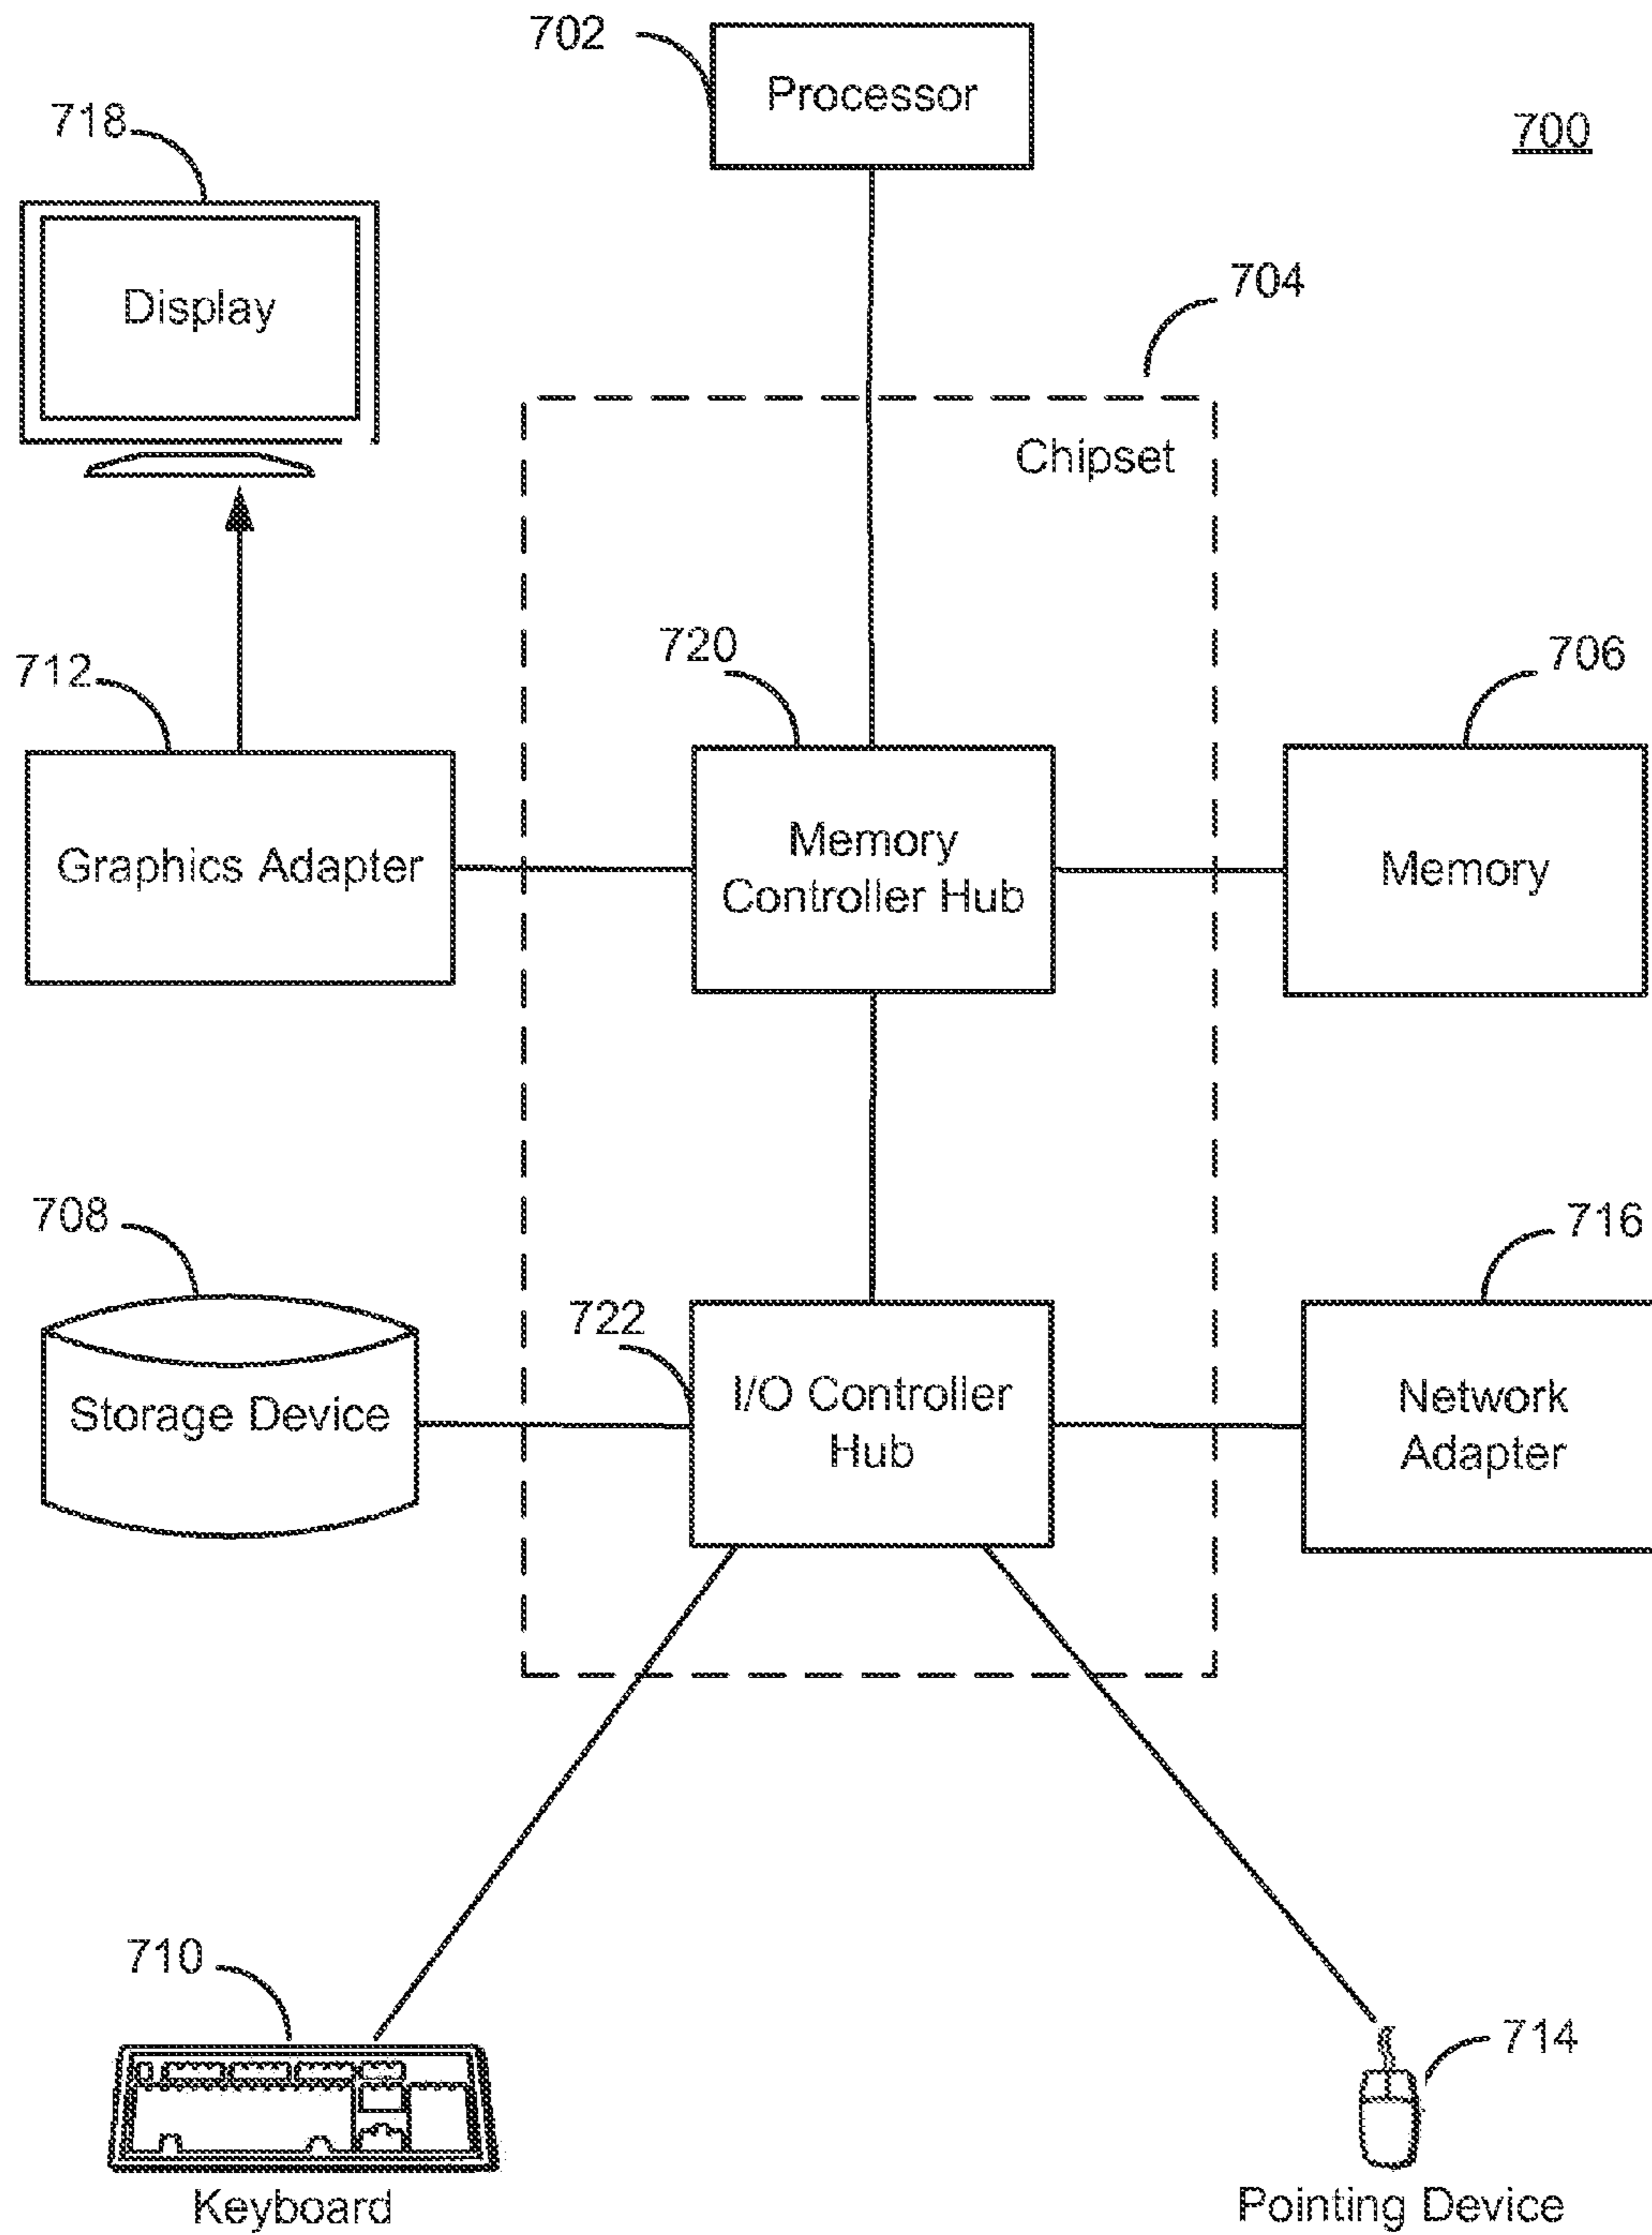 702
Processor
700
718
Display
704
Chipset
712
720
706
Graphics Adapter
Memory
Controller Hub
Memory
708
716
722
Storage Device
I/O Controller
Hub
Network
Adapter
710
714
Keyboard
Pointing Device